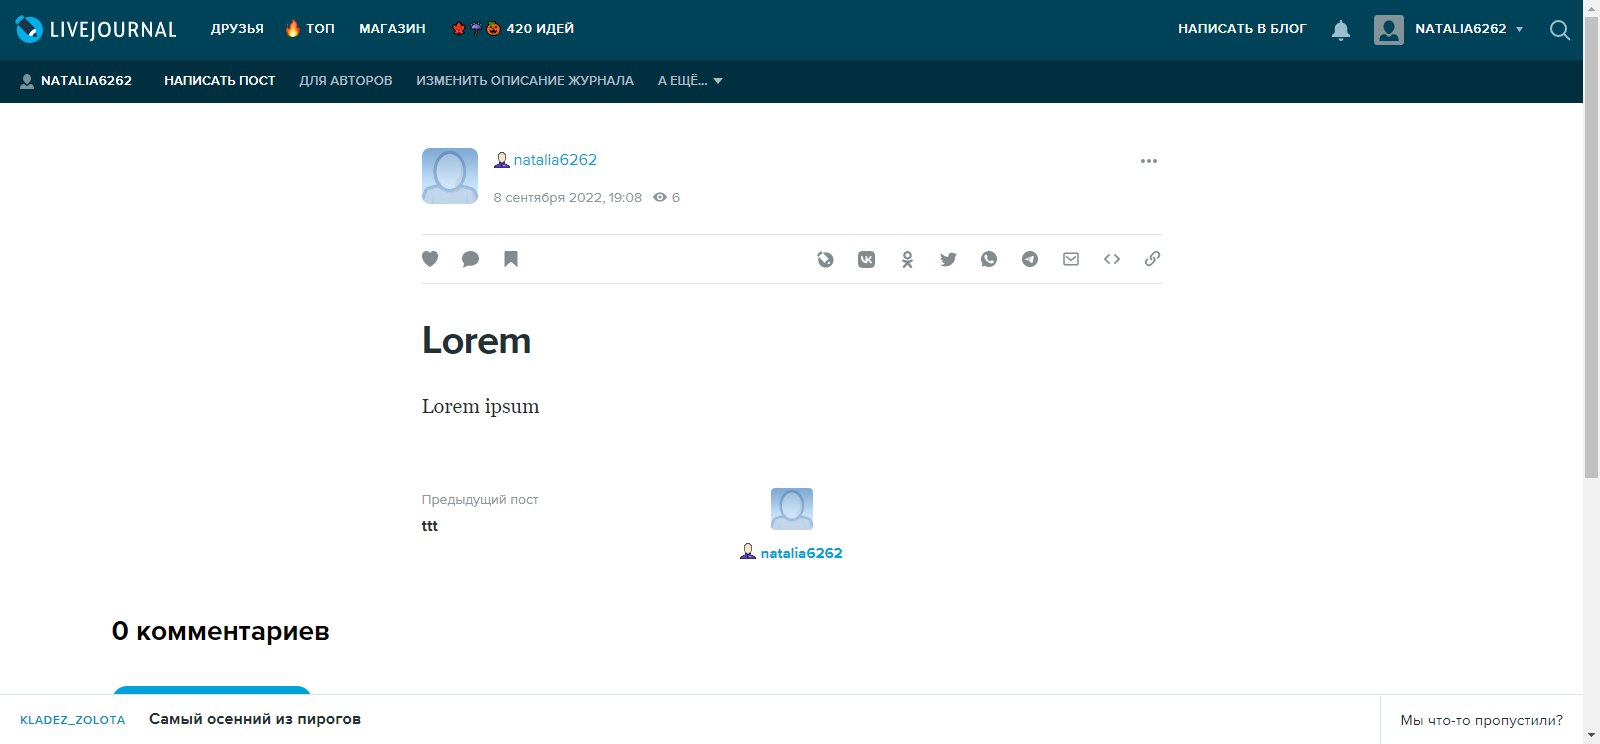 LIVEJOURNAL ДРУЗЬЯ ТОП МАГАЗИН 420 ИДЕЙ НАПИСАТЬ В БЛОГ NATALIA6262
NATALIA6262 НАПИСАТЬ ПОСТ ДЛЯ АВТОРОВ ИЗМЕНИТЬ ОПИСАНИЕ ЖУРНАЛА А ЕЩЁ...
natalia6262
8 сентября 2022, 19:08 6
Lorem
Lorem ipsum
Предыдущий пост
ttt
natalia6262
0 комментариев
KLADEZ_ZOLOTA Самый осенний из пирогов Мы что-то пропустили?